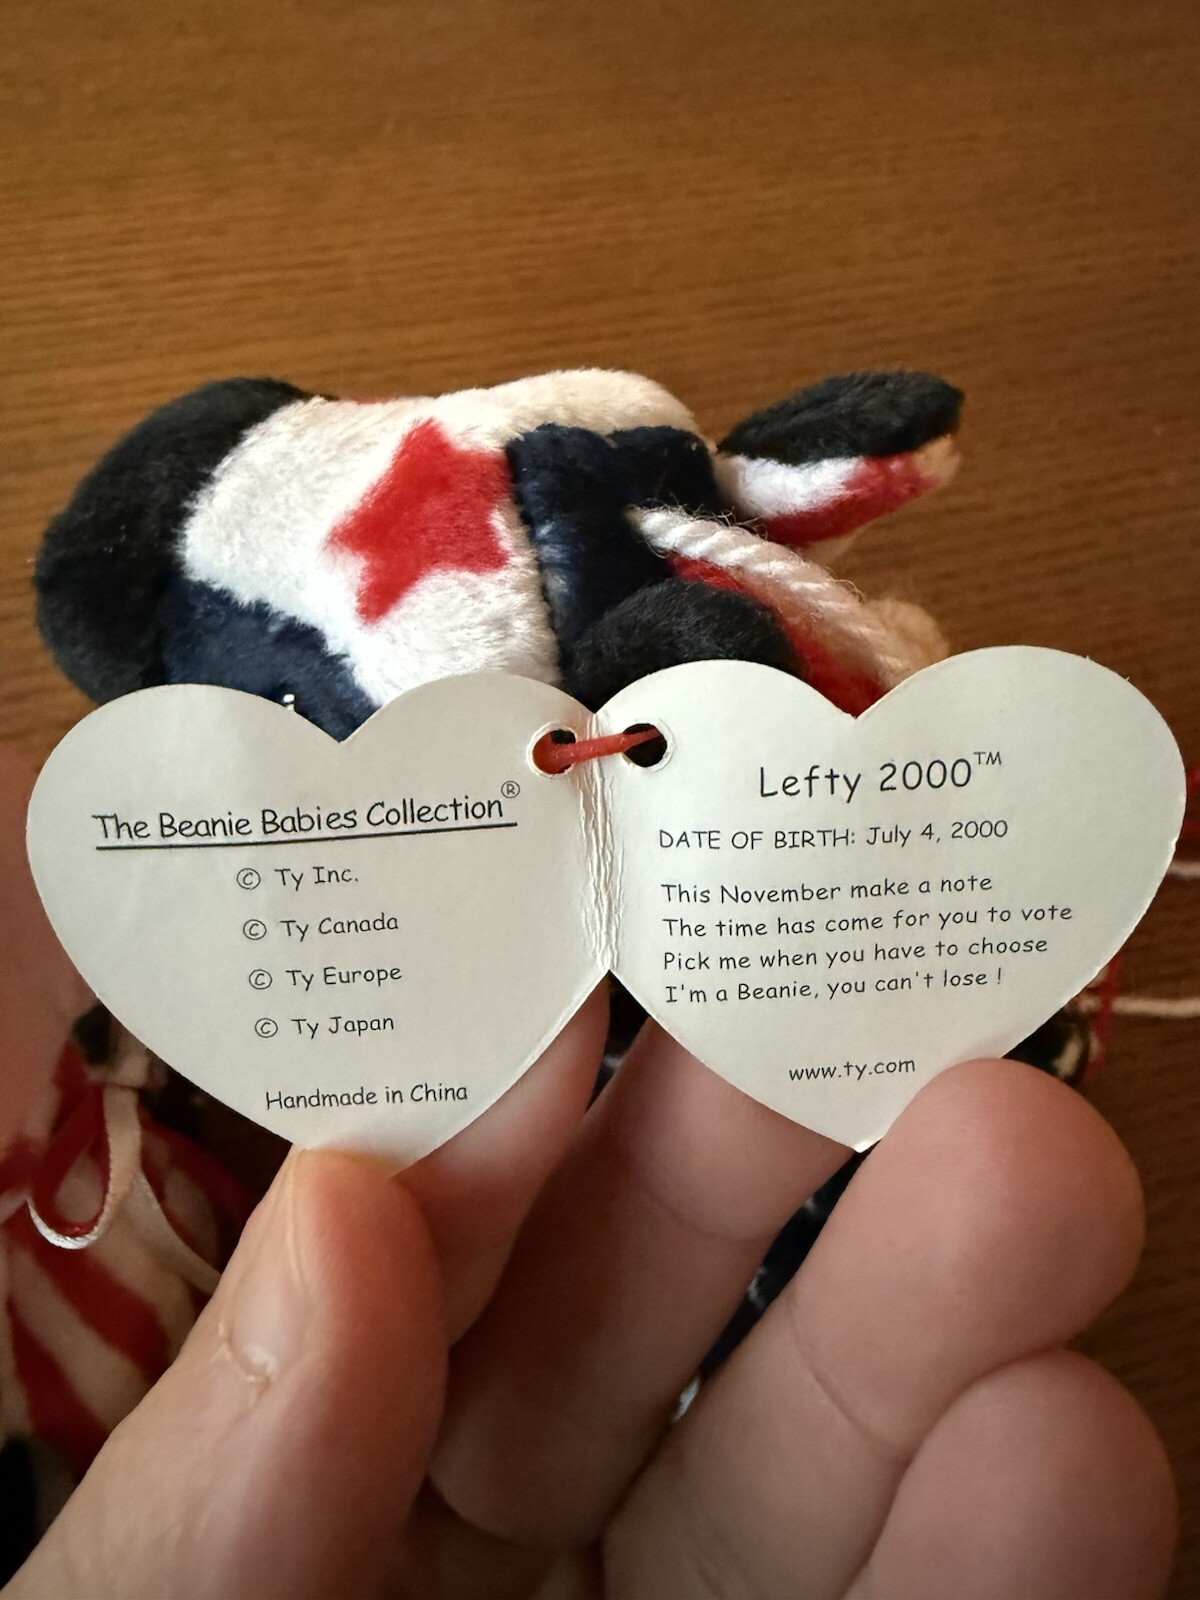 The Beanie Babies Collection®
© Ty Inc.
© Ty Canada
© Ty Europe
© Ty Japan
Handmade in China
Lefty 2000™
DATE OF BIRTH: July 4, 2000
This November make a note
The time has come for you to vote
Pick me when you have to choose
I'm a Beanie, you can't lose !
www.ty.com